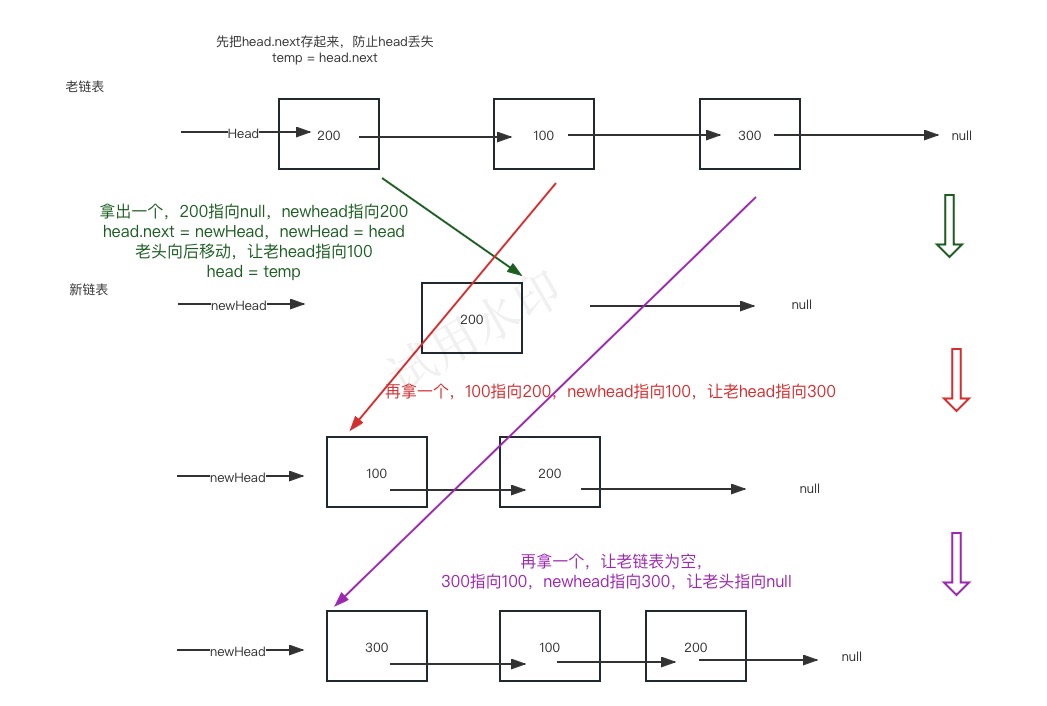 先把head.next存起来，防止head丢失
temp = head.next
老链表
Head
200
100
300
null
拿出一个，200指向null，newhead指向200
head.next = newHead，newHead = head
老头向后移动，让老head指向100
head = temp
新链表
newHead
200
null
试用水印
再拿一个，100指向200，newhead指向100，让老head指向300
newHead
100
200
null
再拿一个，让老链表为空，
300指向100，newhead指向300，让老头指向null
newHead
300
100
200
null